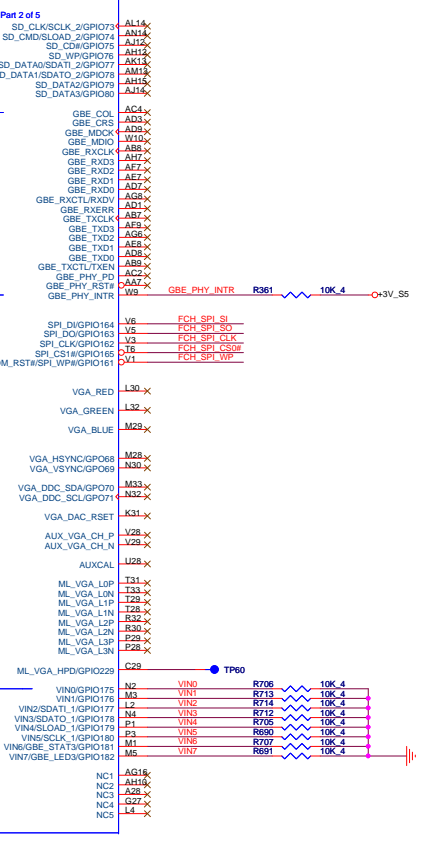 Part 2 of 5
SD_CLK/SCLK_2/GPIO73 AL14
SD_CMD/SLOAD_2/GPIO74 AN14
SD_CD#/GPIO75 AJ12
SD_WP/GPIO76 AH12
SD_DATA0/SDATI_2/GPIO77 AK13
D_DATA1/SDATO_2/GPIO78 AM13
SD_DATA2/GPIO79 AH15
SD_DATA3/GPIO80 AJ14
GBE_COL AC4
GBE_CRS AD3
GBE_MDCK AD9
GBE_MDIO W10
GBE_RXCLK AB8
GBE_RXD3 AH7
GBE_RXD2 AF7
GBE_RXD1 AE7
GBE_RXD0 AD7
GBE_RXCTL/RXDV AG8
GBE_RXERR AD1
GBE_TXCLK AB7
GBE_TXD3 AF9
GBE_TXD2 AG6
GBE_TXD1 AE8
GBE_TXD0 AD8
GBE_TXCTL/TXEN AB9
GBE_PHY_PD AC2
GBE_PHY_RST# AA7
GBE_PHY_INTR W9 GBE_PHY_INTR R361 10K_4 +3V_S5
SPI_DI/GPIO164 V6 FCH_SPI_SI
SPI_DO/GPIO163 V5 FCH_SPI_SO
SPI_CLK/GPIO162 V3 FCH_SPI_CLK
SPI_CS1#/GPIO165 T6 FCH_SPI_CS0#
M_RST#/SPI_WP#/GPIO161 V1 FCH_SPI_WP
VGA_RED L30
VGA_GREEN L32
VGA_BLUE M29
VGA_HSYNC/GPO68 M28
VGA_VSYNC/GPO69 N30
VGA_DDC_SDA/GPO70 M33
VGA_DDC_SCL/GPO71 N32
VGA_DAC_RSET K31
AUX_VGA_CH_P V28
AUX_VGA_CH_N V29
AUXCAL U28
ML_VGA_L0P T31
ML_VGA_L0N T33
ML_VGA_L1P T29
ML_VGA_L1N T28
ML_VGA_L2P R32
ML_VGA_L2N R30
ML_VGA_L3P P29
ML_VGA_L3N P28
ML_VGA_HPD/GPIO229 C29 TP60
VIN0/GPIO175 N2 VIN0 R706 10K_4
VIN1/GPIO176 M3 VIN1 R713 10K_4
VIN2/SDATI_1/GPIO177 L2 VIN2 R714 10K_4
VIN3/SDATO_1/GPIO178 N4 VIN3 R712 10K_4
VIN4/SLOAD_1/GPIO179 P1 VIN4 R705 10K_4
VIN5/SCLK_1/GPIO180 P3 VIN5 R690 10K_4
VIN6/GBE_STAT3/GPIO181 M1 VIN6 R707 10K_4
VIN7/GBE_LED3/GPIO182 M5 VIN7 R691 10K_4
NC1 AG16
NC2 AH10
NC3 A28
NC4 G27
NC5 L4